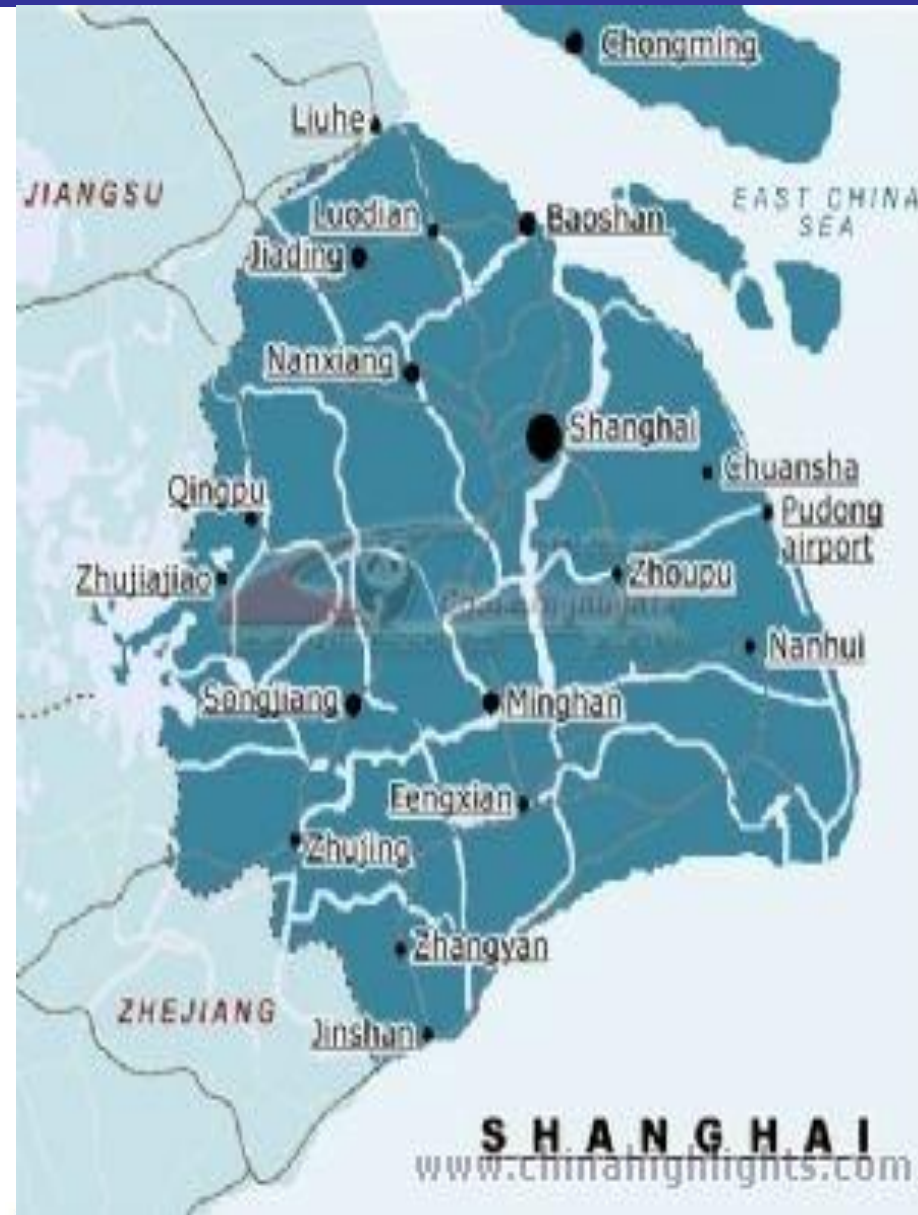 Chongming
Liuhe
JIANGSU
EAST CHINA
SEA
Luodian
Baoshan
Jiading
Nanxiang
Shanghai
Chuansha
Qingpu
Pudong
airport
Zhujiajiao
Zhoupu
Nanhui
Songjiang
Minghan
Fengxian
Zhujing
Zhangyan
ZHEJIANG
Jinshan
SHANGHAI
www.chinahighlights.com